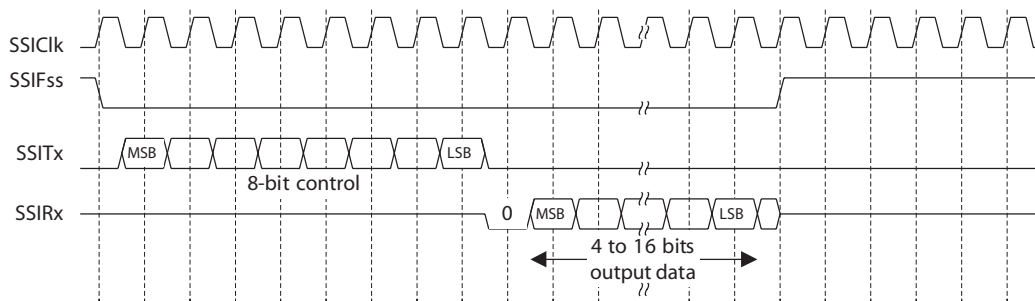 SSIClk
SSIFss
SSITx
MSB
LSB
8-bit control
SSIRx
0
MSB
LSB
4 to 16 bits
output data